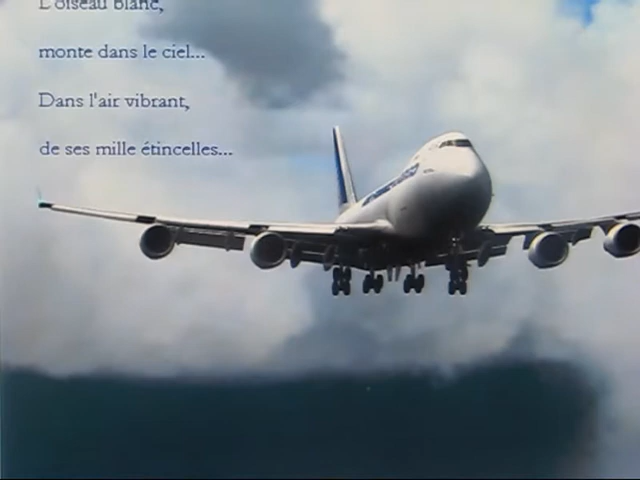 L'oiseau blanc,
monte dans le ciel...
Dans l'air vibrant,
de ses mille étincelles...